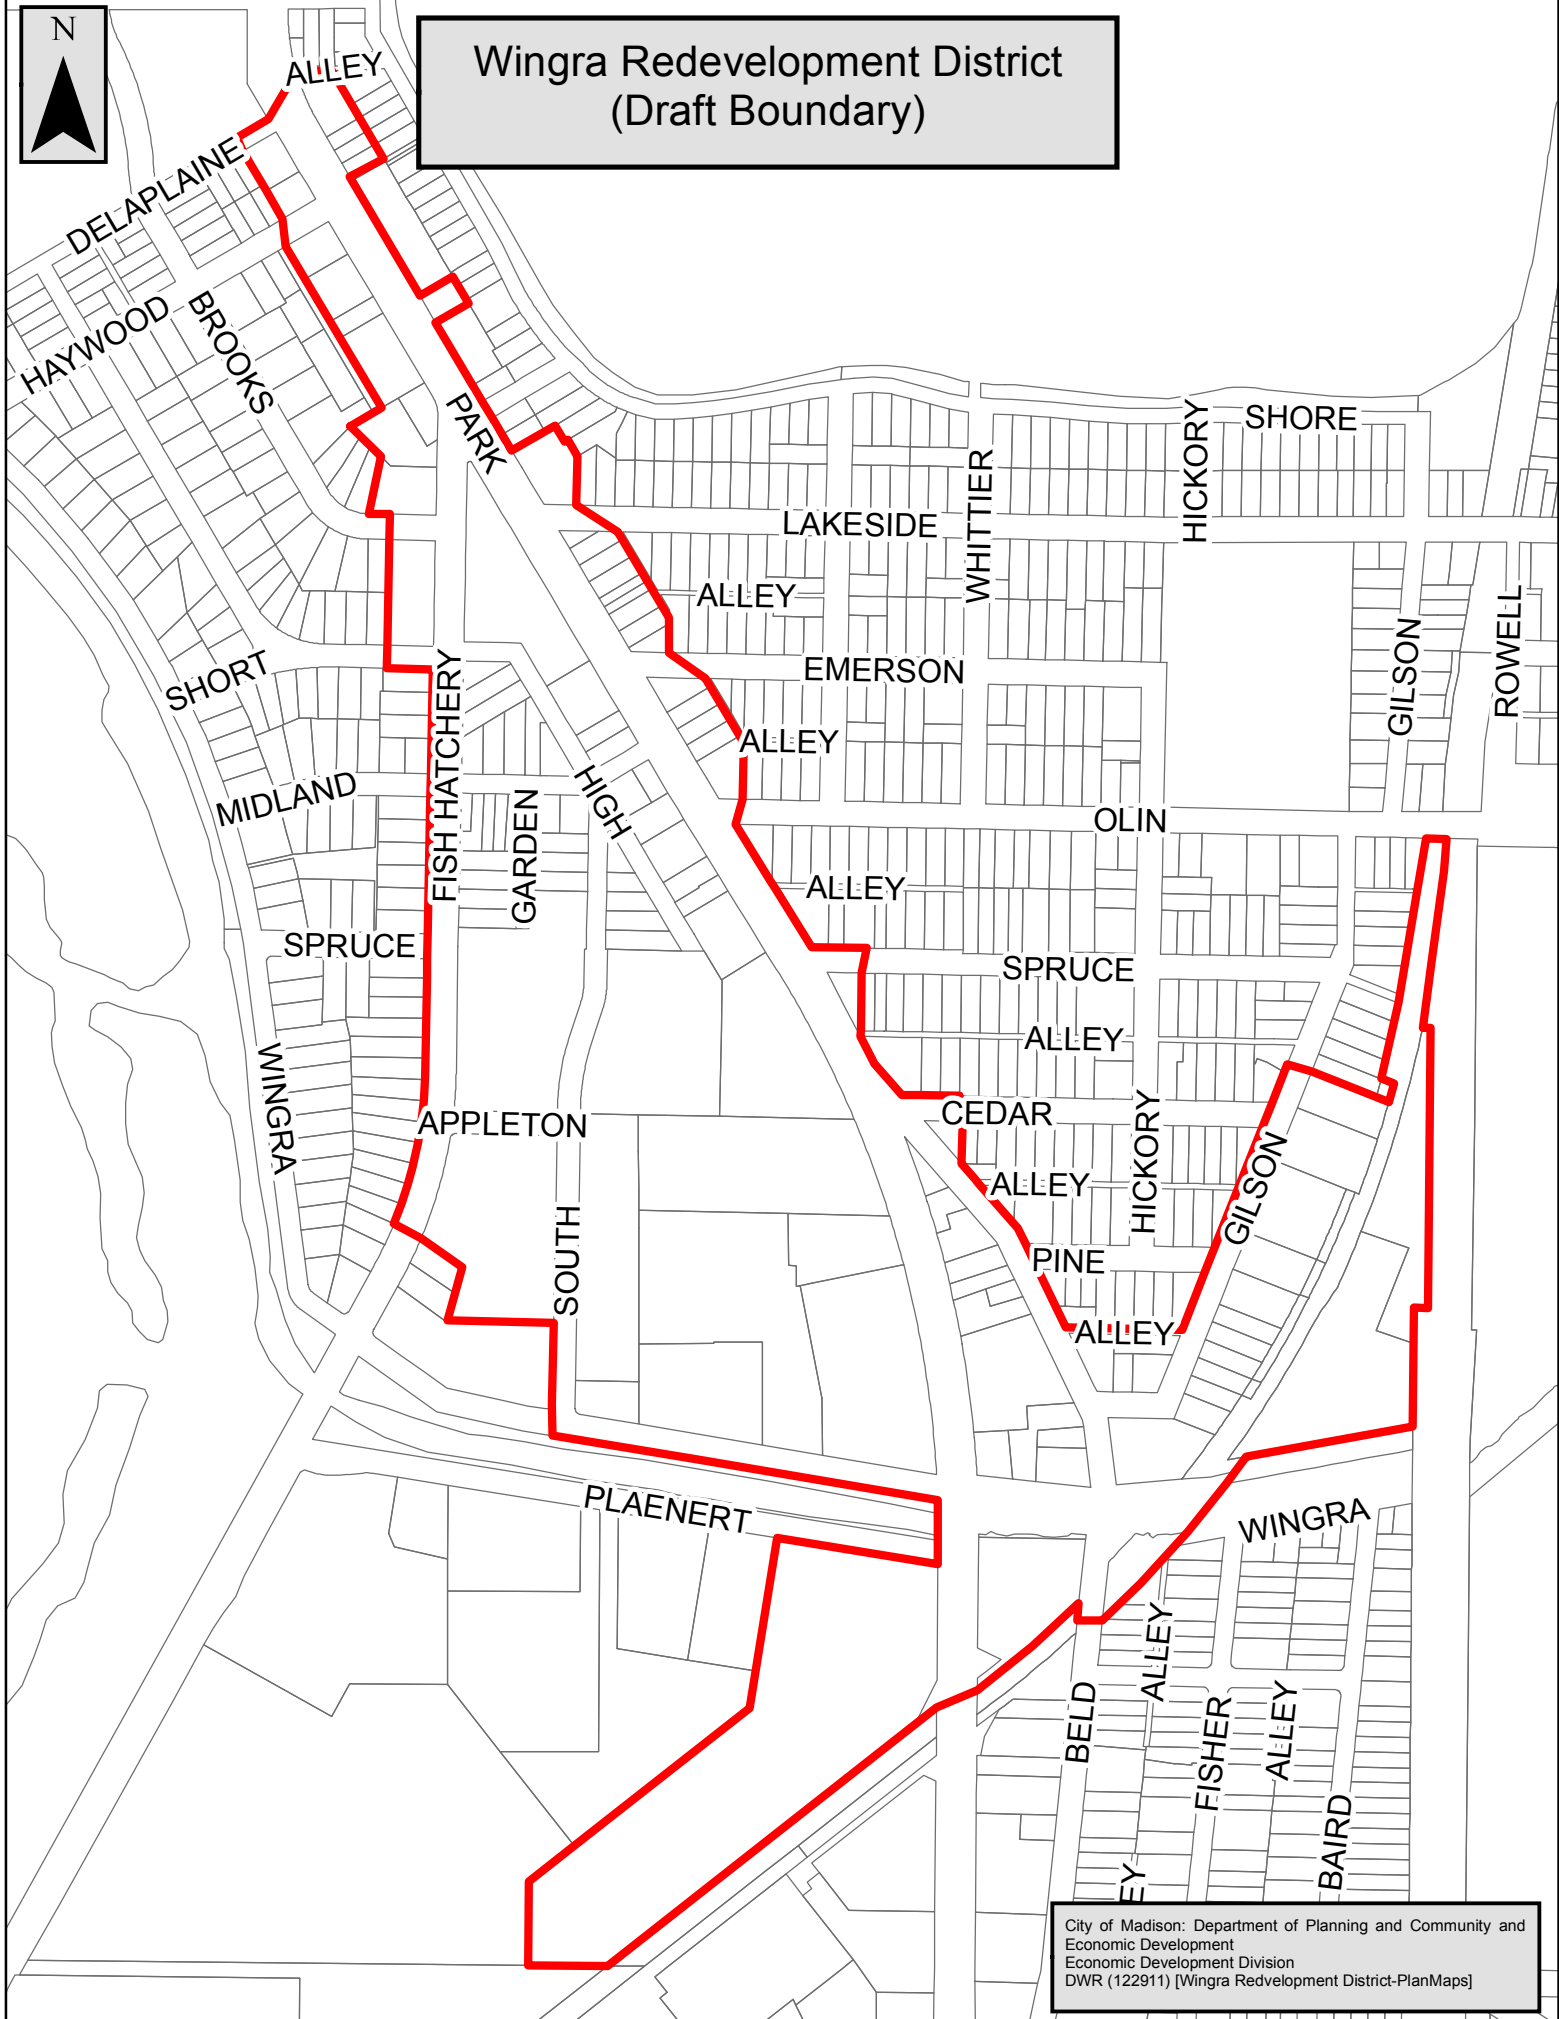 N
Wingra Redevelopment District
(Draft Boundary)
ALLEY
DELAPLAINE
HAYWOOD
BROOKS
PARK
SHORE
HICKORY
WHITTIER
LAKESIDE
ALLEY
EMERSON
GILSON
ROWELL
SHORT
FISH HATCHERY
ALLEY
MIDLAND
HIGH
GARDEN
OLIN
ALLEY
SPRUCE
SPRUCE
ALLEY
WINGRA
APPLETON
CEDAR
HICKORY
ALLEY
GILSON
SOUTH
PINE
ALLEY
PLAENERT
WINGRA
ALLEY
BELD
FISHER
ALLEY
BAIRD
EY
City of Madison: Department of Planning and Community and
Economic Development
Economic Development Division
DWR (122911) [Wingra Redvelopment District-PlanMaps]